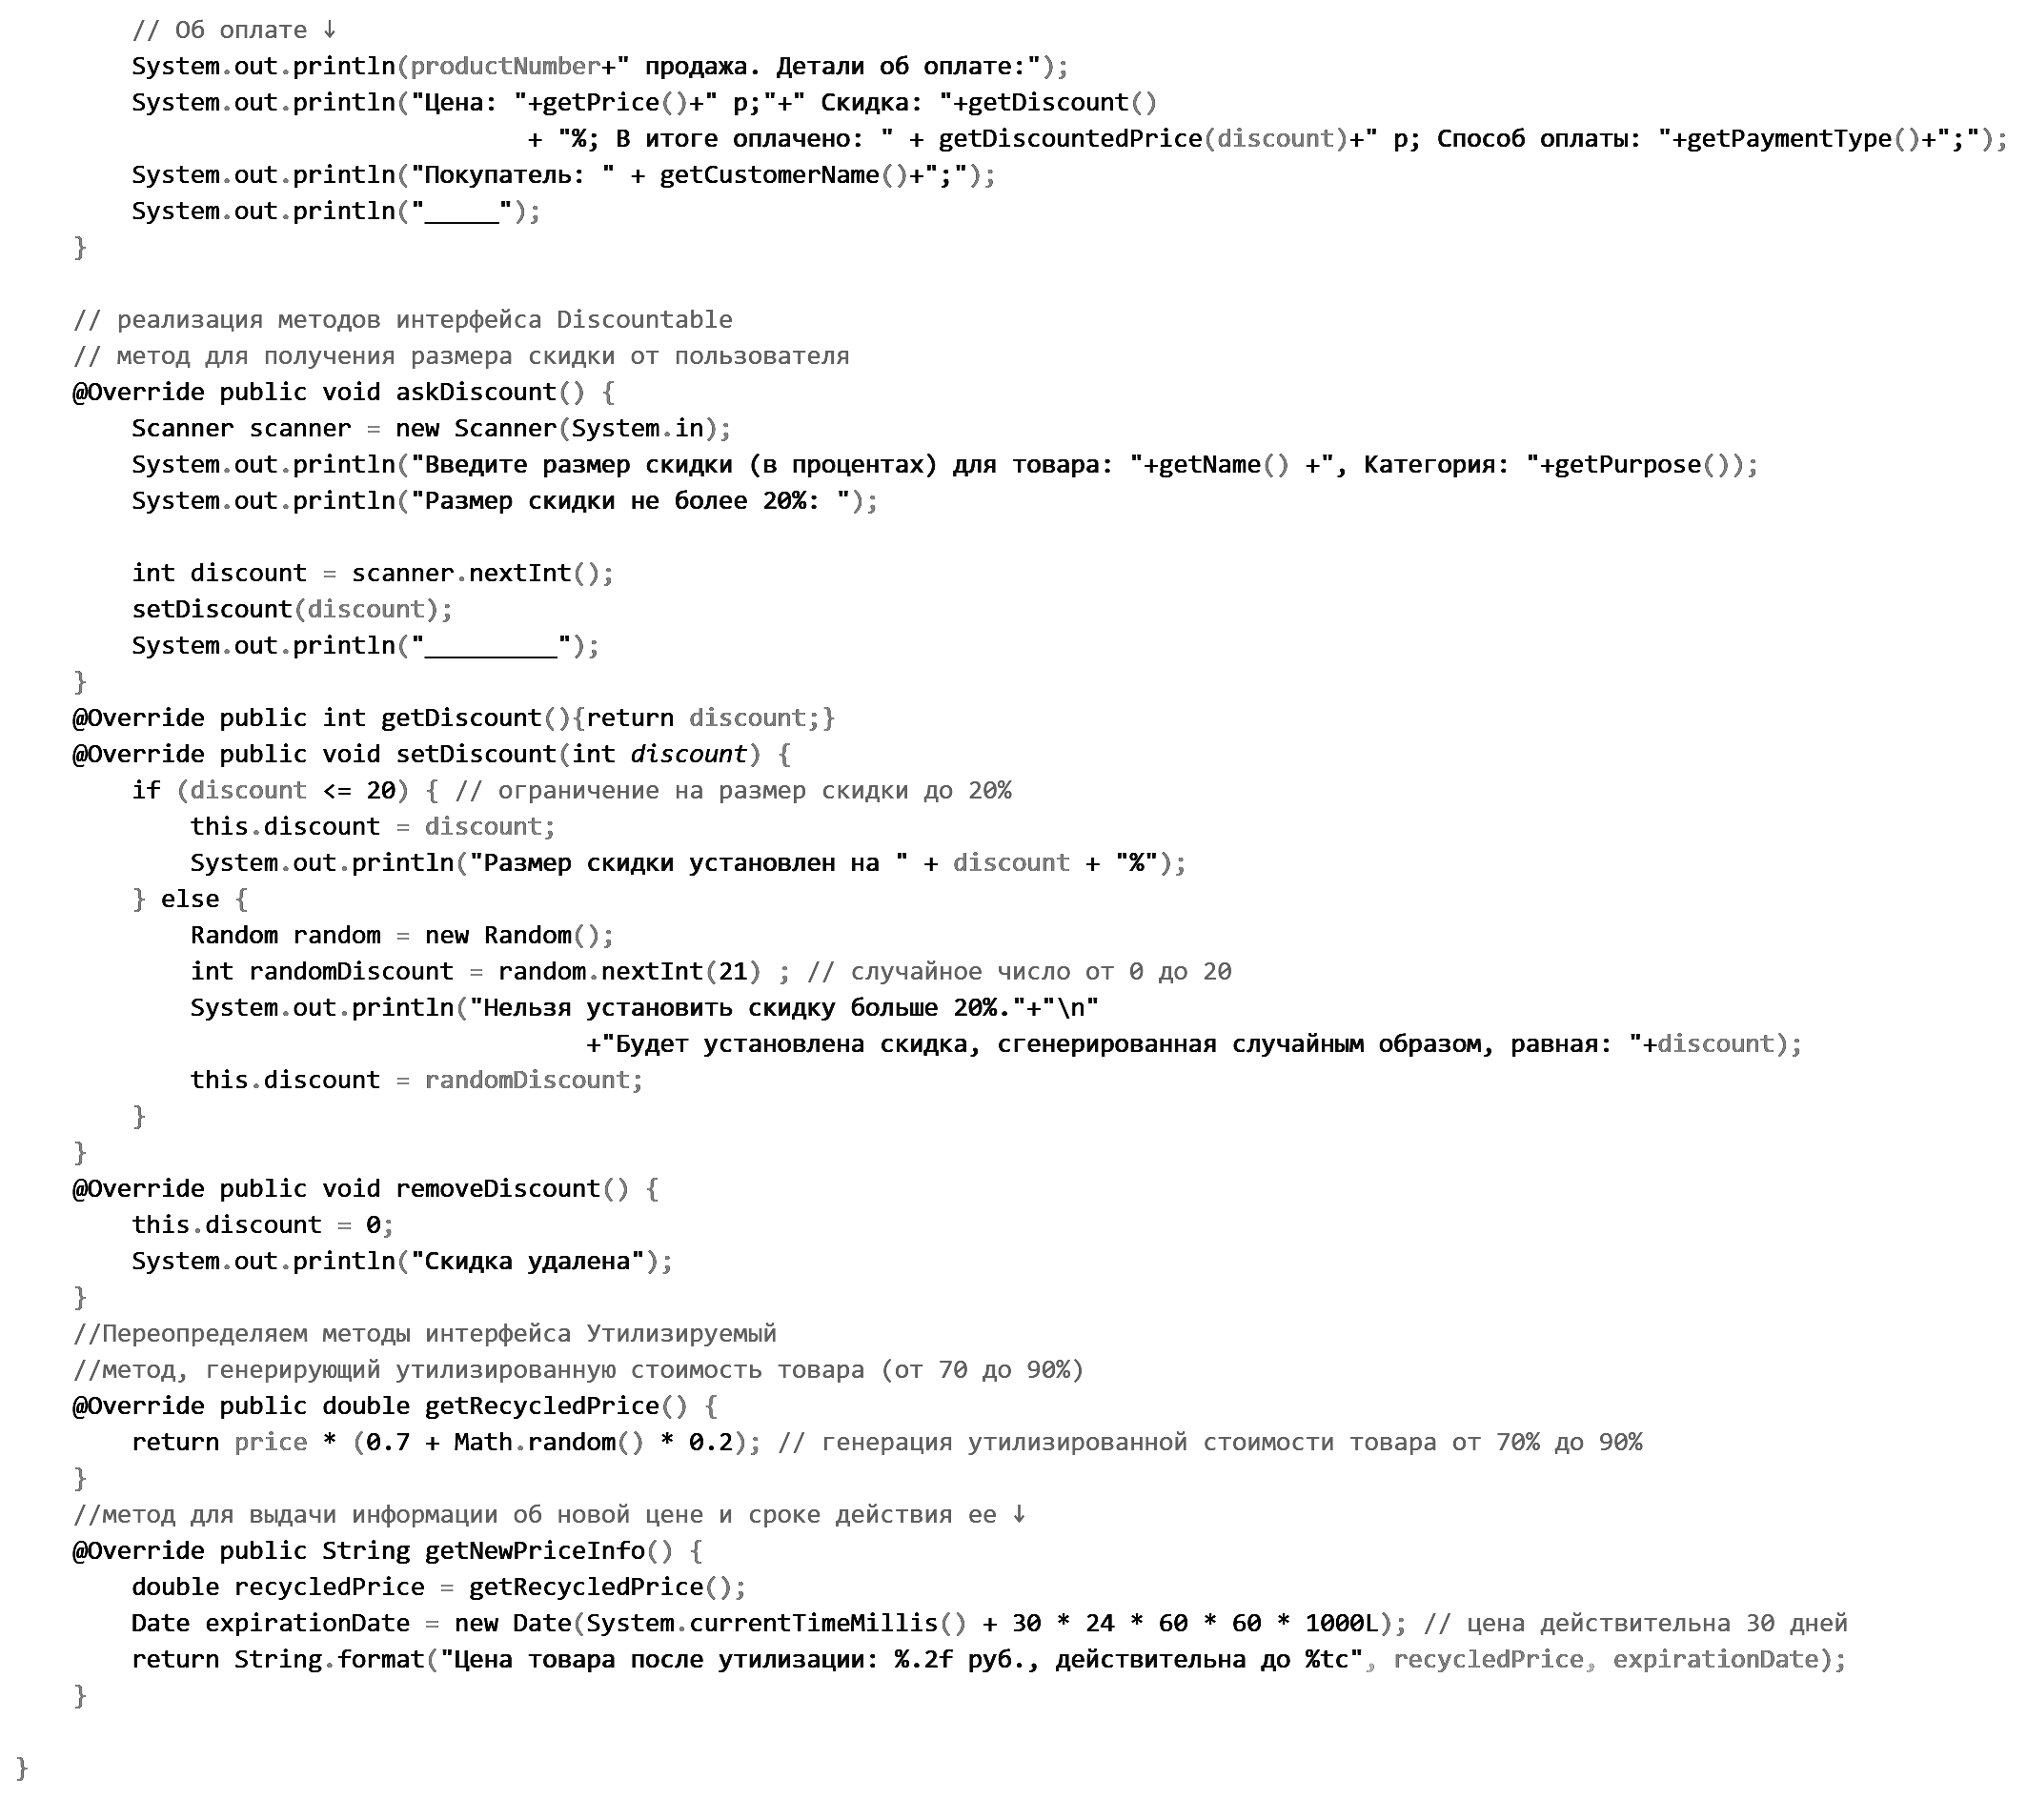 // Об оплате ↓
System.out.println(productNumber+" продажа. Детали об оплате:");
System.out.println("Цена: "+getPrice()+" р;"+" Скидка: "+getDiscount()
+ "%; В итоге оплачено: " + getDiscountedPrice(discount)+" р; Способ оплаты: "+getPaymentType()+";");
System.out.println("Покупатель: " + getCustomerName()+";");
System.out.println("_____");
}
// реализация методов интерфейса Discountable
// метод для получения размера скидки от пользователя
@Override public void askDiscount() {
Scanner scanner = new Scanner(System.in);
System.out.println("Введите размер скидки (в процентах) для товара: "+getName() +", Категория: "+getPurpose());
System.out.println("Размер скидки не более 20%: ");
int discount = scanner.nextInt();
setDiscount(discount);
System.out.println("_________");
}
@Override public int getDiscount(){return discount;}
@Override public void setDiscount(int discount) {
if (discount <= 20) { // ограничение на размер скидки до 20%
this.discount = discount;
System.out.println("Размер скидки установлен на " + discount + "%");
} else {
Random random = new Random();
int randomDiscount = random.nextInt(21) ; // случайное число от 0 до 20
System.out.println("Нельзя установить скидку больше 20%."+"\n"
+"Будет установлена скидка, сгенерированная случайным образом, равная: "+discount);
this.discount = randomDiscount;
}
}
@Override public void removeDiscount() {
this.discount = 0;
System.out.println("Скидка удалена");
}
//Переопределяем методы интерфейса Утилизируемый
//метод, генерирующий утилизированную стоимость товара (от 70 до 90%)
@Override public double getRecycledPrice() {
return price * (0.7 + Math.random() * 0.2); // генерация утилизированной стоимости товара от 70% до 90%
}
//метод для выдачи информации об новой цене и сроке действия ее ↓
@Override public String getNewPriceInfo() {
double recycledPrice = getRecycledPrice();
Date expirationDate = new Date(System.currentTimeMillis() + 30 * 24 * 60 * 60 * 1000L); // цена действительна 30 дней
return String.format("Цена товара после утилизации: %.2f руб., действительна до %tc", recycledPrice, expirationDate);
}
}